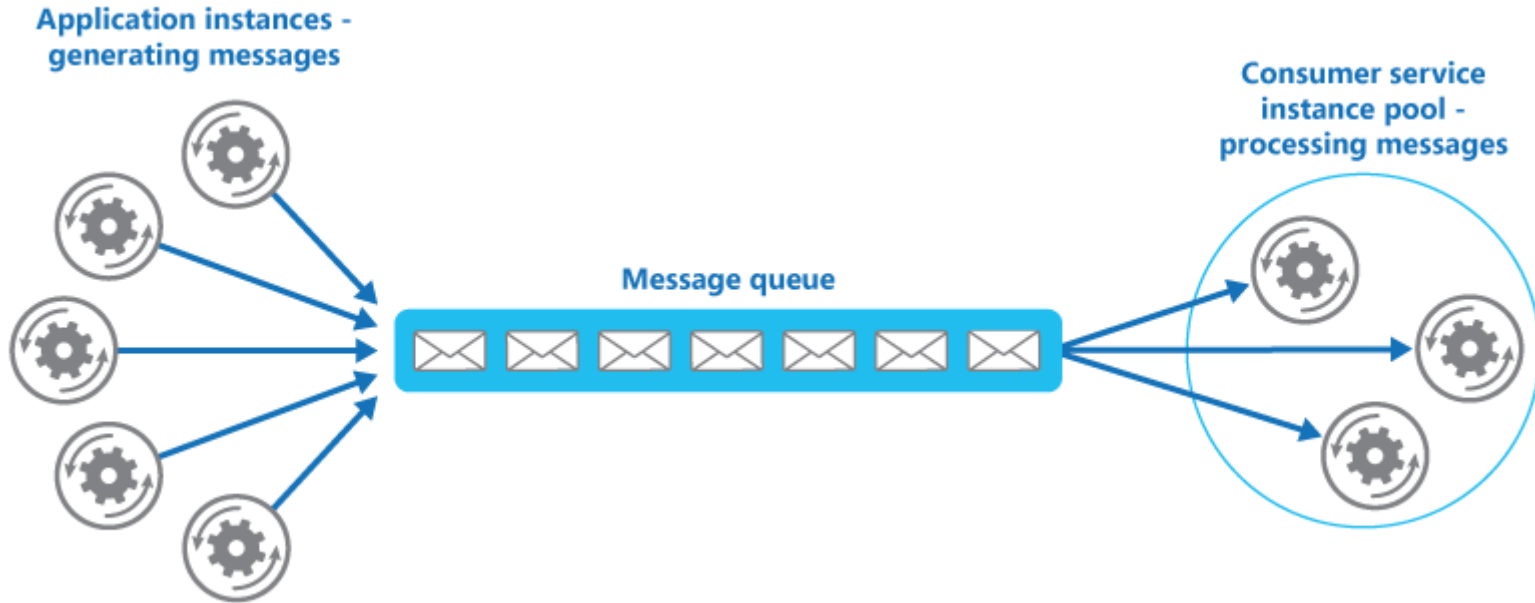 Application instances -
generating messages
Message queue
Consumer service
instance pool -
processing messages